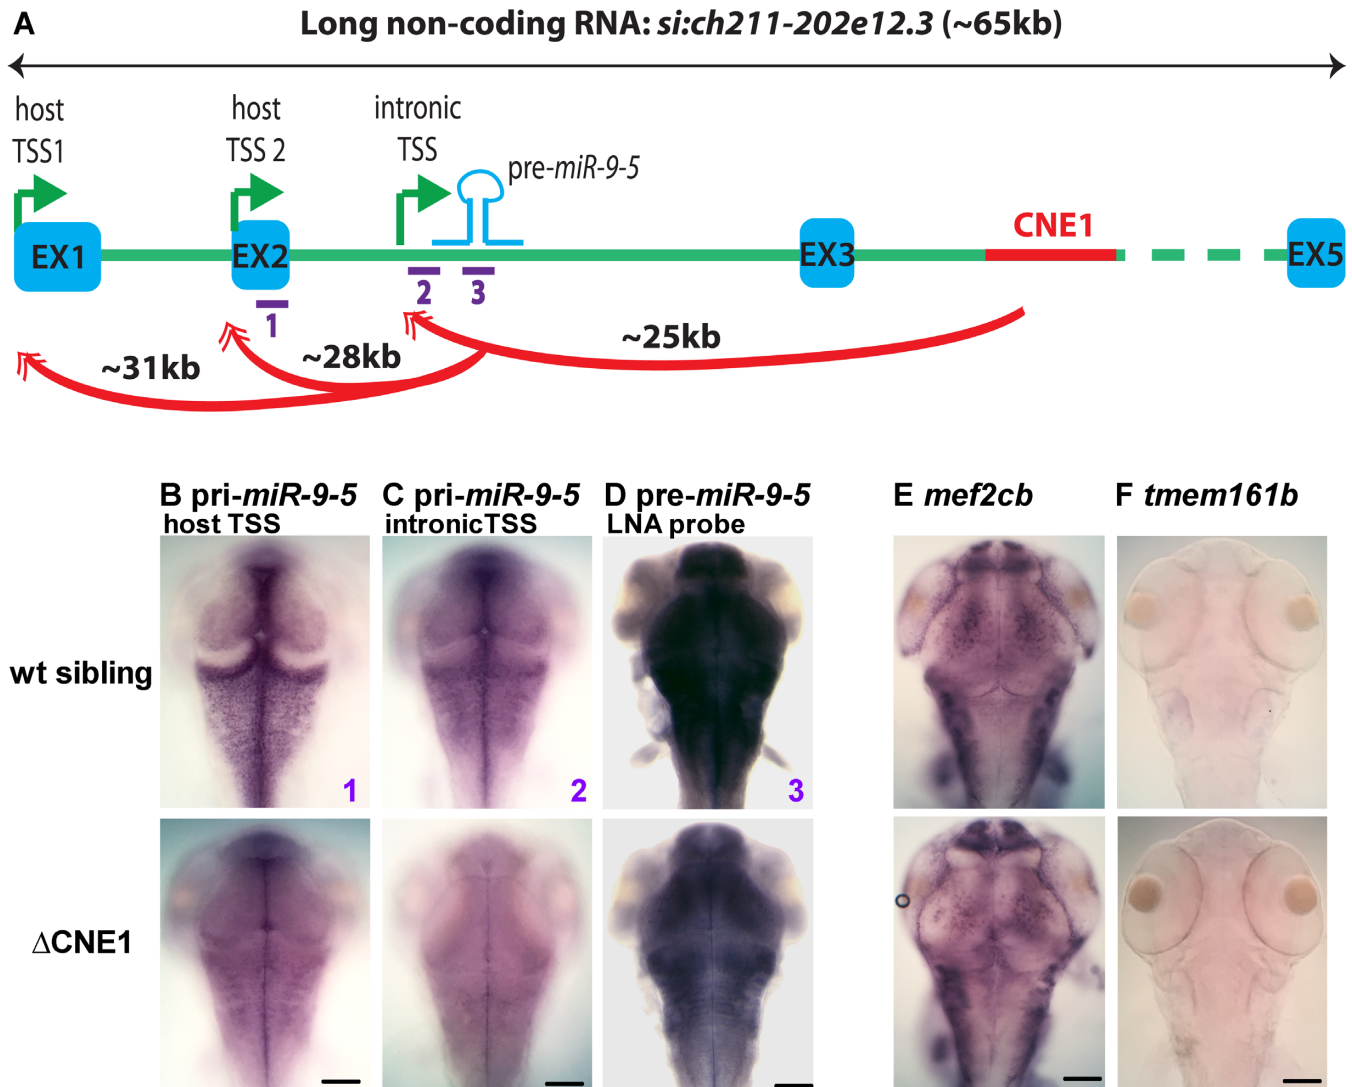 A
Long non-coding RNA: si:ch211-202e12.3 (~65kb)
host
TSS1
host
TSS 2
intronic
TSS
pre-miR-9-5
CNE1
EX1
EX2
EX3
EX5
1
2
3
~31kb
~28kb
~25kb
B pri-miR-9-5
host TSS
C pri-miR-9-5
intronicTSS
D pre-miR-9-5
LNA probe
E mef2cb
F tmem161b
wt sibling
1
2
3
ΔCNE1